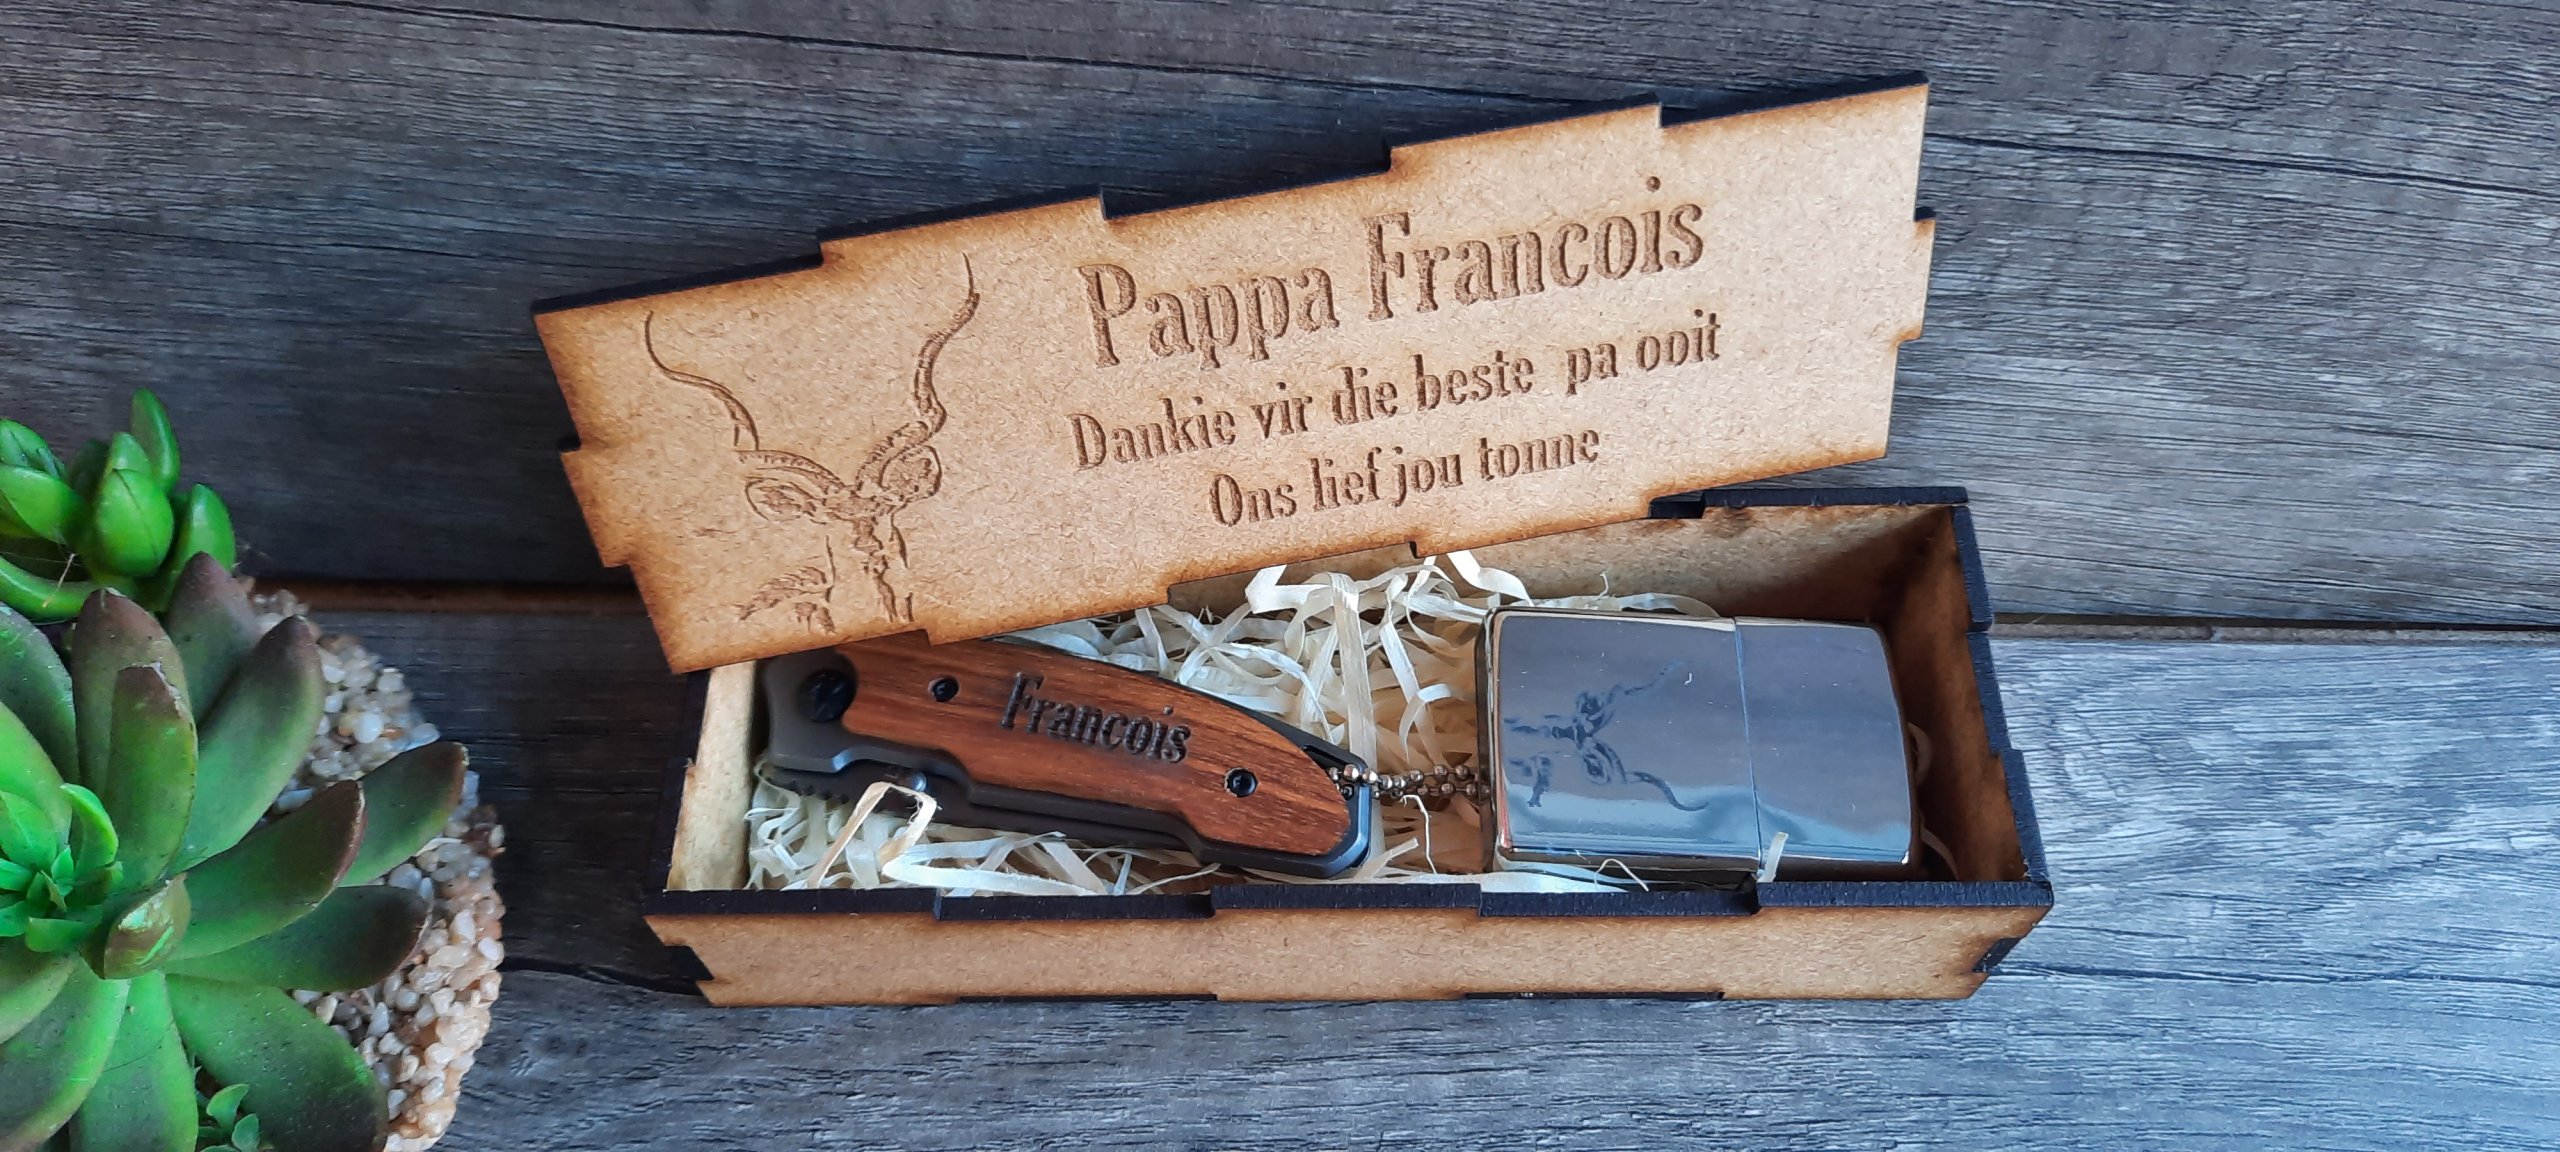 Pappa Francois
Dankie vir die beste pa ooit
Ons lief jou tonne
Francois